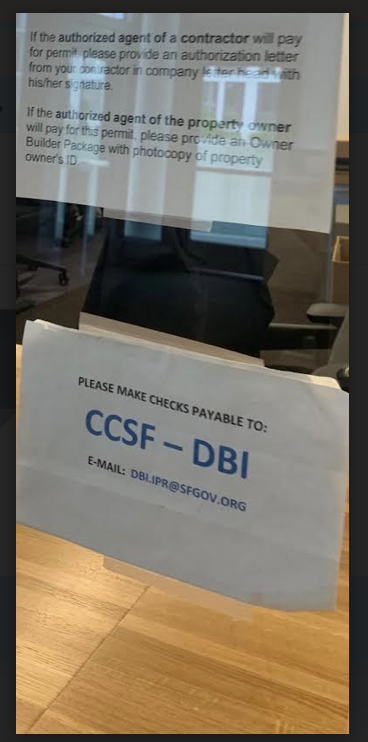 If the authorized agent of a contractor will pay
for permit, please provide an authorization letter
from your contractor in company letter head with
his/her signature.
If the authorized agent of the property owner
will pay for this permit, please provide an Owner
Builder Package with photocopy of property
owner's ID.
PLEASE MAKE CHECKS PAYABLE TO:
CCSF – DBI
E-MAIL: DBI.IPR@SFGOV.ORG